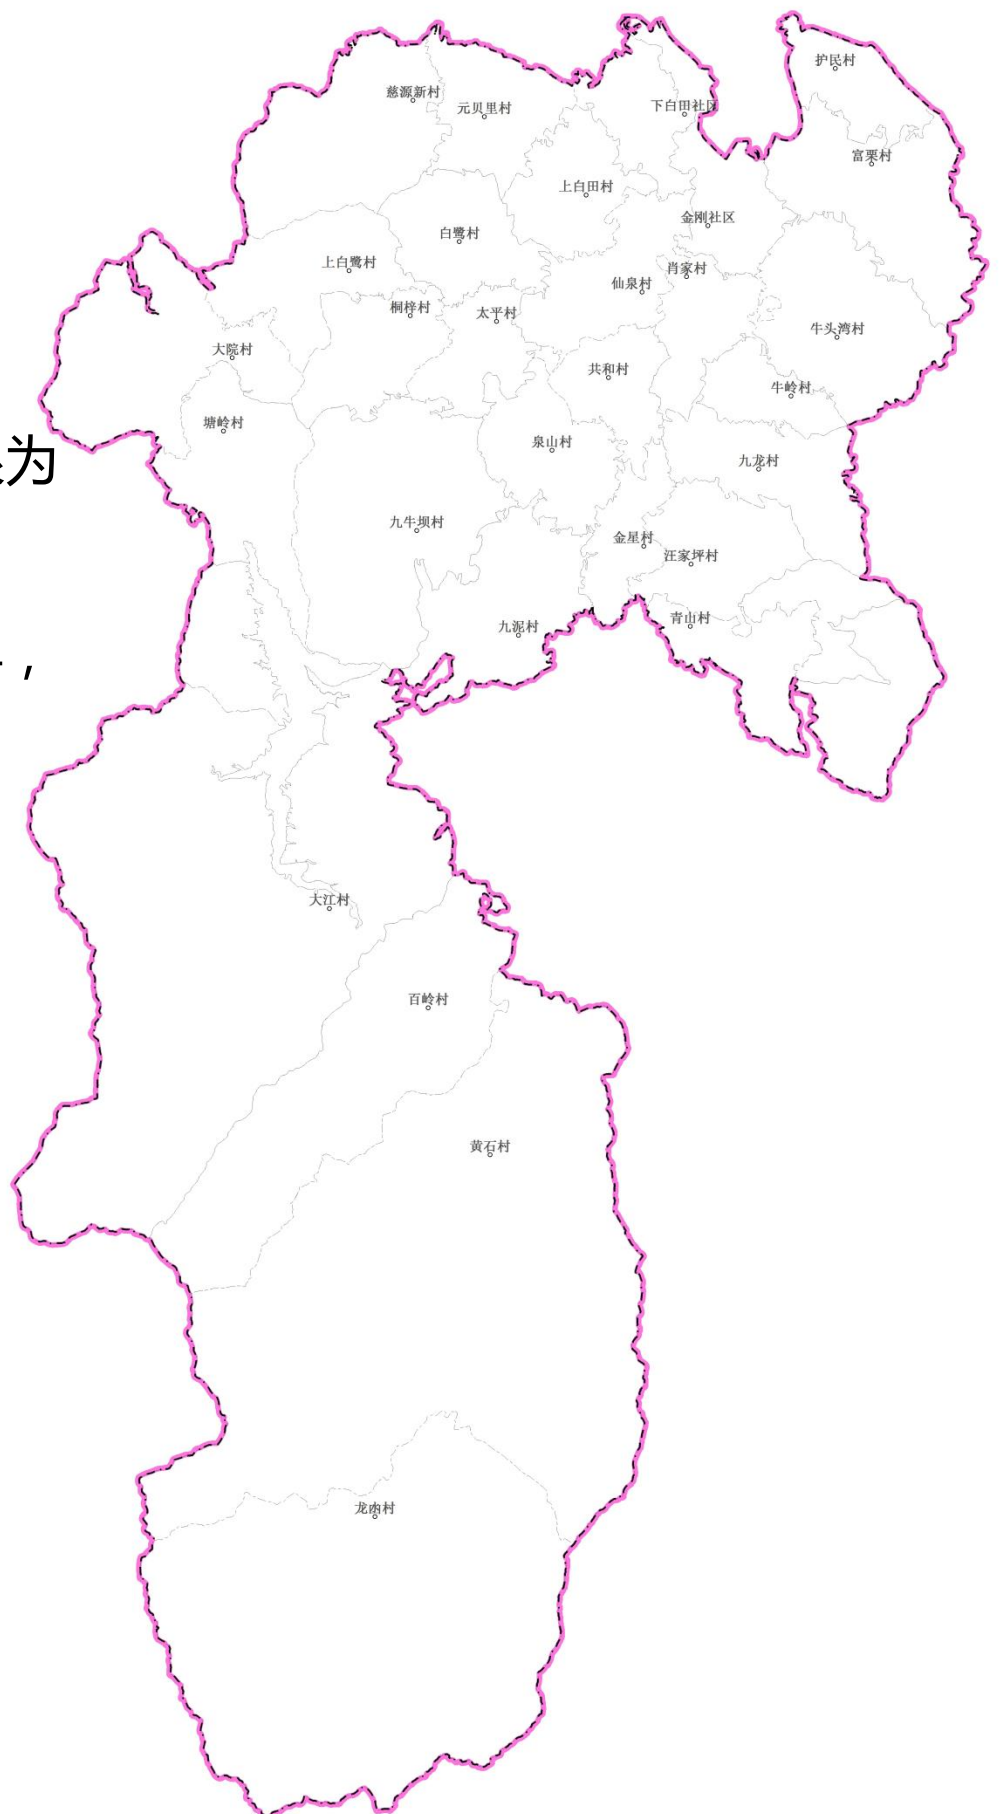 护民村
慈源新村
元贝里村
下白田社区
富栗村
上白田村
金刚社区
白鹭村
上白鹭村
肖家村
仙泉村
桐梓村
太平村
牛头湾村
大院村
共和村
牛岭村
塘岭村
泉山村
为
九龙村
九牛坝村
金星村
汪家坪村
青山村
九泥村
，
大江村
百岭村
黄石村